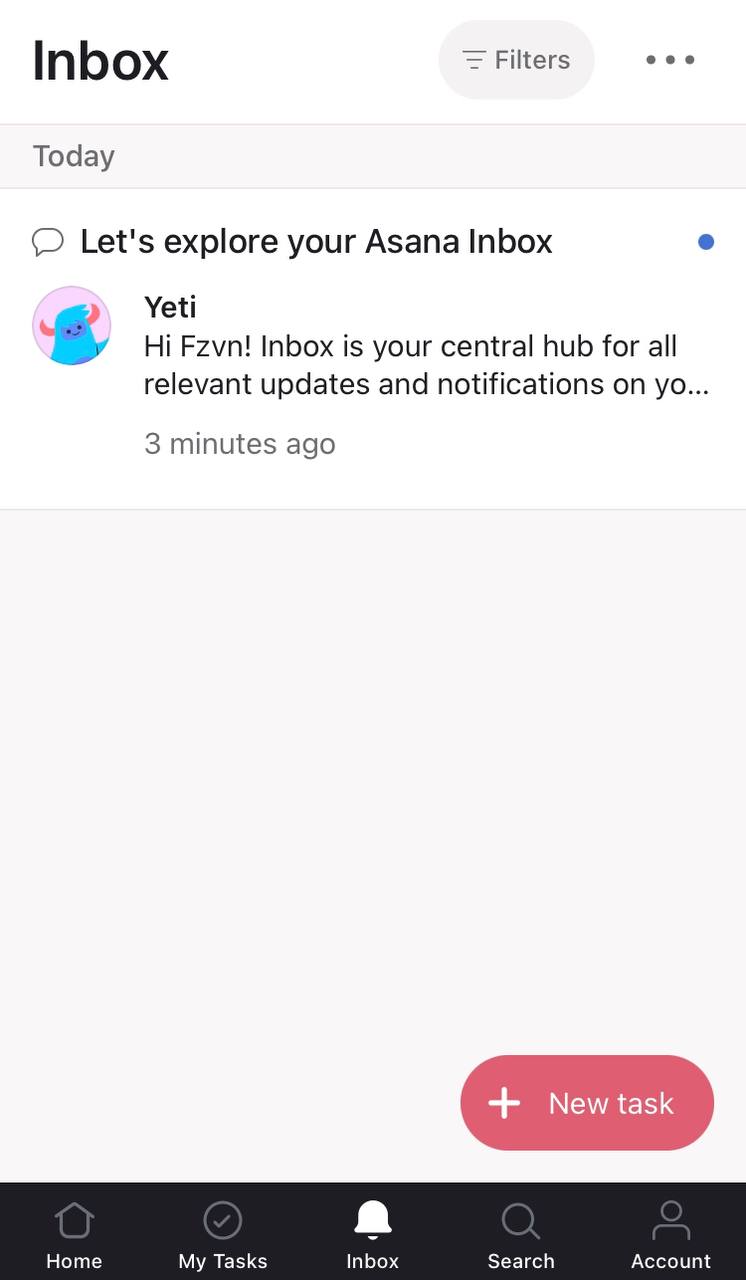 Inbox
Filters
Today
Let's explore your Asana Inbox
Yeti
Hi Fzvn! Inbox is your central hub for all
relevant updates and notifications on yo...
3 minutes ago
New task
Home
My Tasks
Inbox
Search
Account